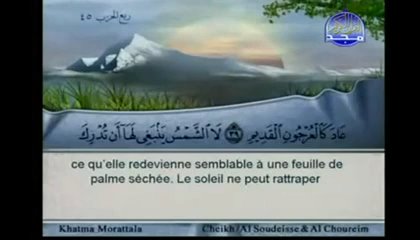 ربع الحزب ٤٥
عَادَ كَالْعُرْجُونِ الْقَدِيمِ ﴿٣٩﴾ لَا الشَّمْسُ يَنْبَغِي لَهَا أَنْ تُدْرِكَ
ce qu'elle redevienne semblable à une feuille de
palme séchée. Le soleil ne peut rattraper
Khatma Morattala
Cheikh/Al Soudeisse & Al Choureim